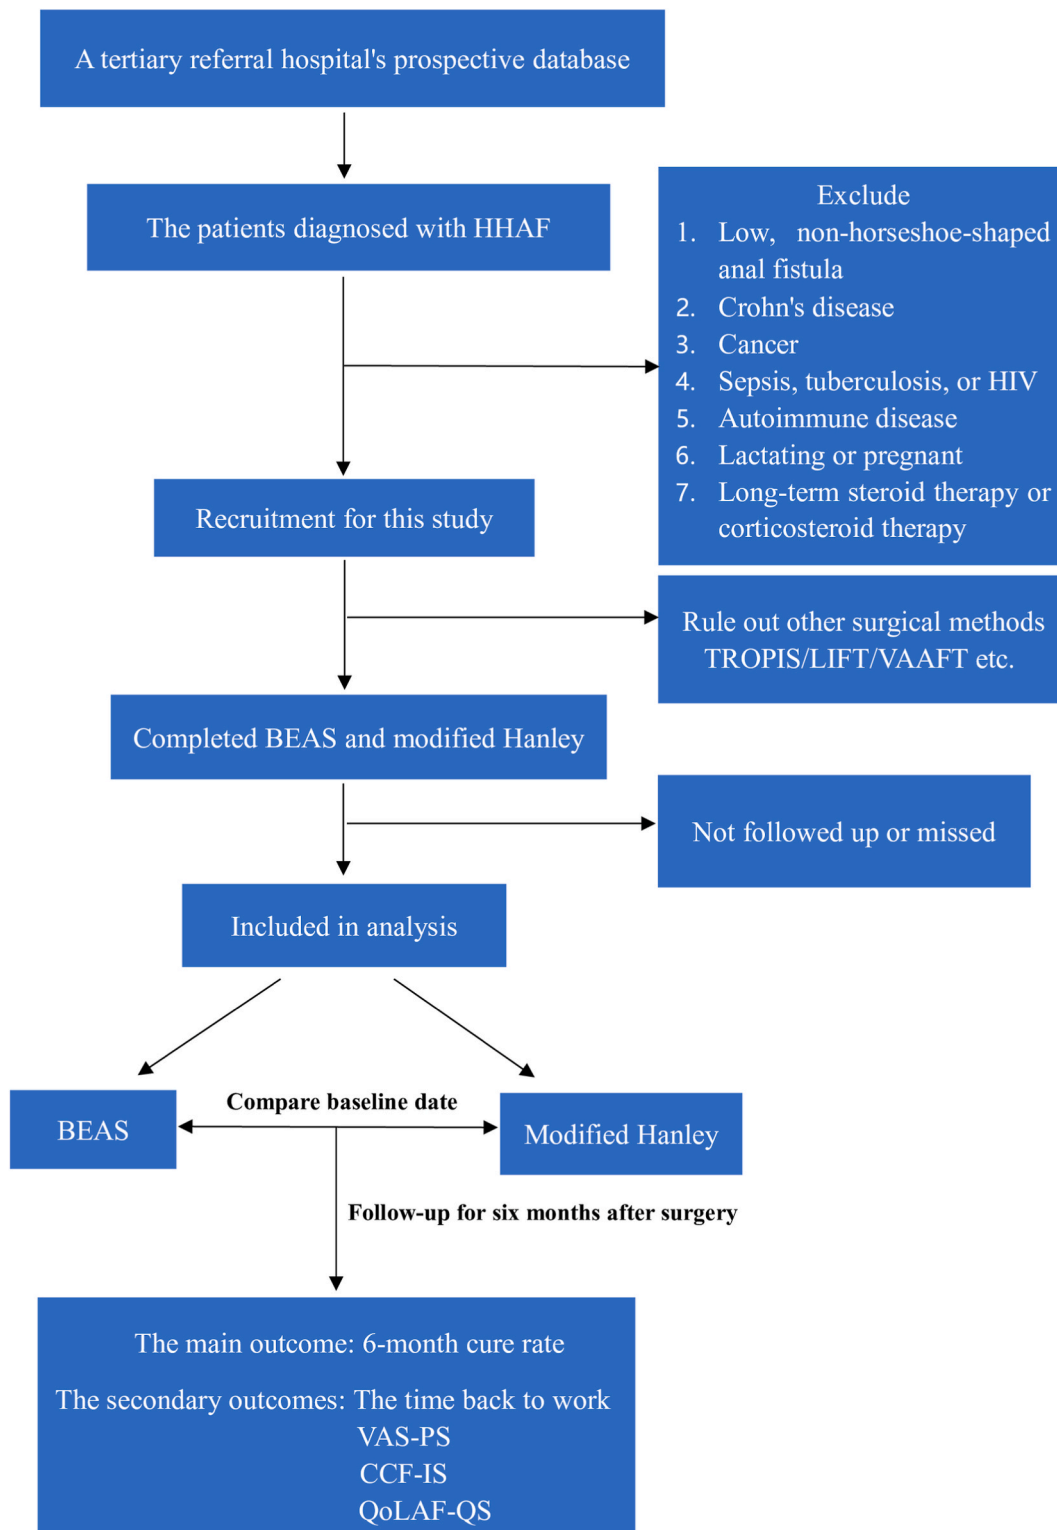 A tertiary referral hospital's prospective database
The patients diagnosed with HHAF
Exclude
1. Low, non-horseshoe-shaped
anal fistula
2. Crohn's disease
3. Cancer
4. Sepsis, tuberculosis, or HIV
5. Autoimmune disease
6. Lactating or pregnant
7. Long-term steroid therapy or
corticosteroid therapy
Recruitment for this study
Rule out other surgical methods
TROPIS/LIFT/VAAFT etc.
Completed BEAS and modified Hanley
Not followed up or missed
Included in analysis
BEAS
Compare baseline date
Modified Hanley
Follow-up for six months after surgery
The main outcome: 6-month cure rate
The secondary outcomes: The time back to work
VAS-PS
CCF-IS
QoLAF-QS